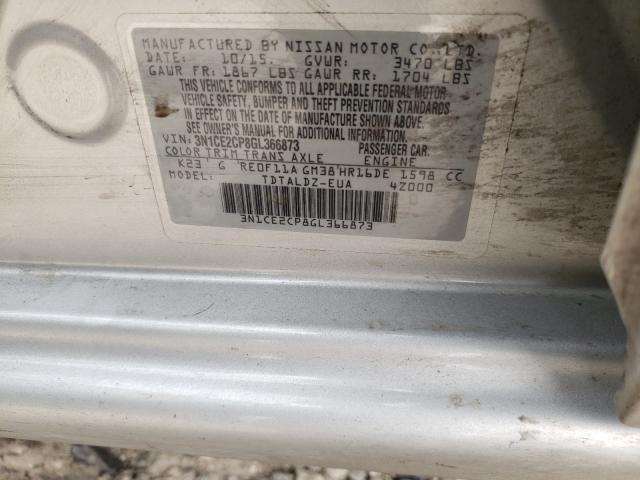 MANUFACTURED BY NISSAN MOTOR CO., LTD.
DATE: 10/15. GVWR: 3470 LBS
GAWR FR: 1867 LBS GAWR RR: 1704 LBS
THIS VEHICLE CONFORMS TO ALL APPLICABLE FEDERAL MOTOR
VEHICLE SAFETY, BUMPER AND THEFT PREVENTION STANDARDS
IN EFFECT ON THE DATE OF MANUFACTURE SHOWN ABOVE.
SEE OWNER'S MANUAL FOR ADDITIONAL INFORMATION
VIN: 3N1CE2CP8GL366873 PASSENGER CAR.
COLOR TRIM TRANS AXLE ENGINE
K23 G RE0F11A GM38 HR16DE 1598 CC
MODEL: TDTALDZ-EUA 4Z000
3N1CE2CP8GL366873